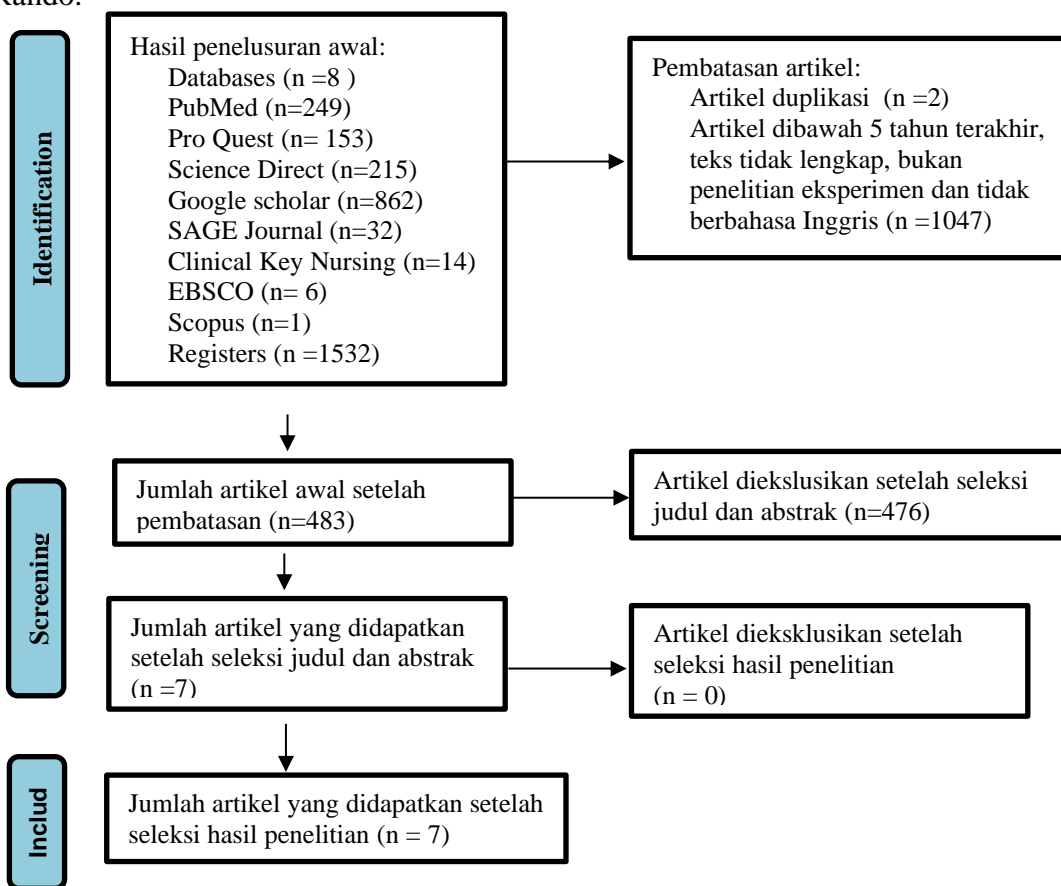 Identification
Hasil penelusuran awal:
Databases (n =8 )
PubMed (n=249)
Pro Quest (n= 153)
Science Direct (n=215)
Google scholar (n=862)
SAGE Journal (n=32)
Clinical Key Nursing (n=14)
EBSCO (n= 6)
Scopus (n=1)
Registers (n =1532)
Pembatasan artikel:
Artikel duplikasi (n =2)
Artikel dibawah 5 tahun terakhir,
teks tidak lengkap, bukan
penelitian eksperimen dan tidak
berbahasa Inggris (n =1047)
Screening
Jumlah artikel awal setelah
pembatasan (n=483)
Artikel diekslusikan setelah seleksi
judul dan abstrak (n=476)
Jumlah artikel yang didapatkan
setelah seleksi judul dan abstrak
(n =7)
Artikel dieksklusikan setelah
seleksi hasil penelitian
(n = 0)
Includ
Jumlah artikel yang didapatkan setelah
seleksi hasil penelitian (n = 7)